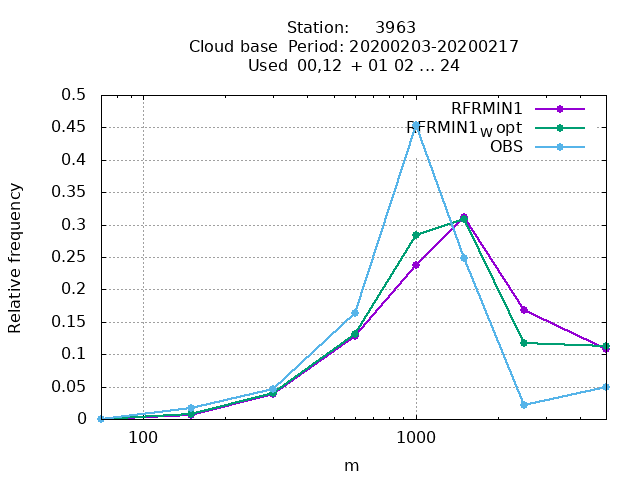 Station: 3963
Cloud base Period: 20200203-20200217
Used 00,12 + 01 02 ... 24
0.5
0.45
0.4
0.35
0.3
0.25
0.2
0.15
0.1
0.05
0
Relative frequency
RFRMIN1
RFRMIN1w opt
OBS
100
1000
m